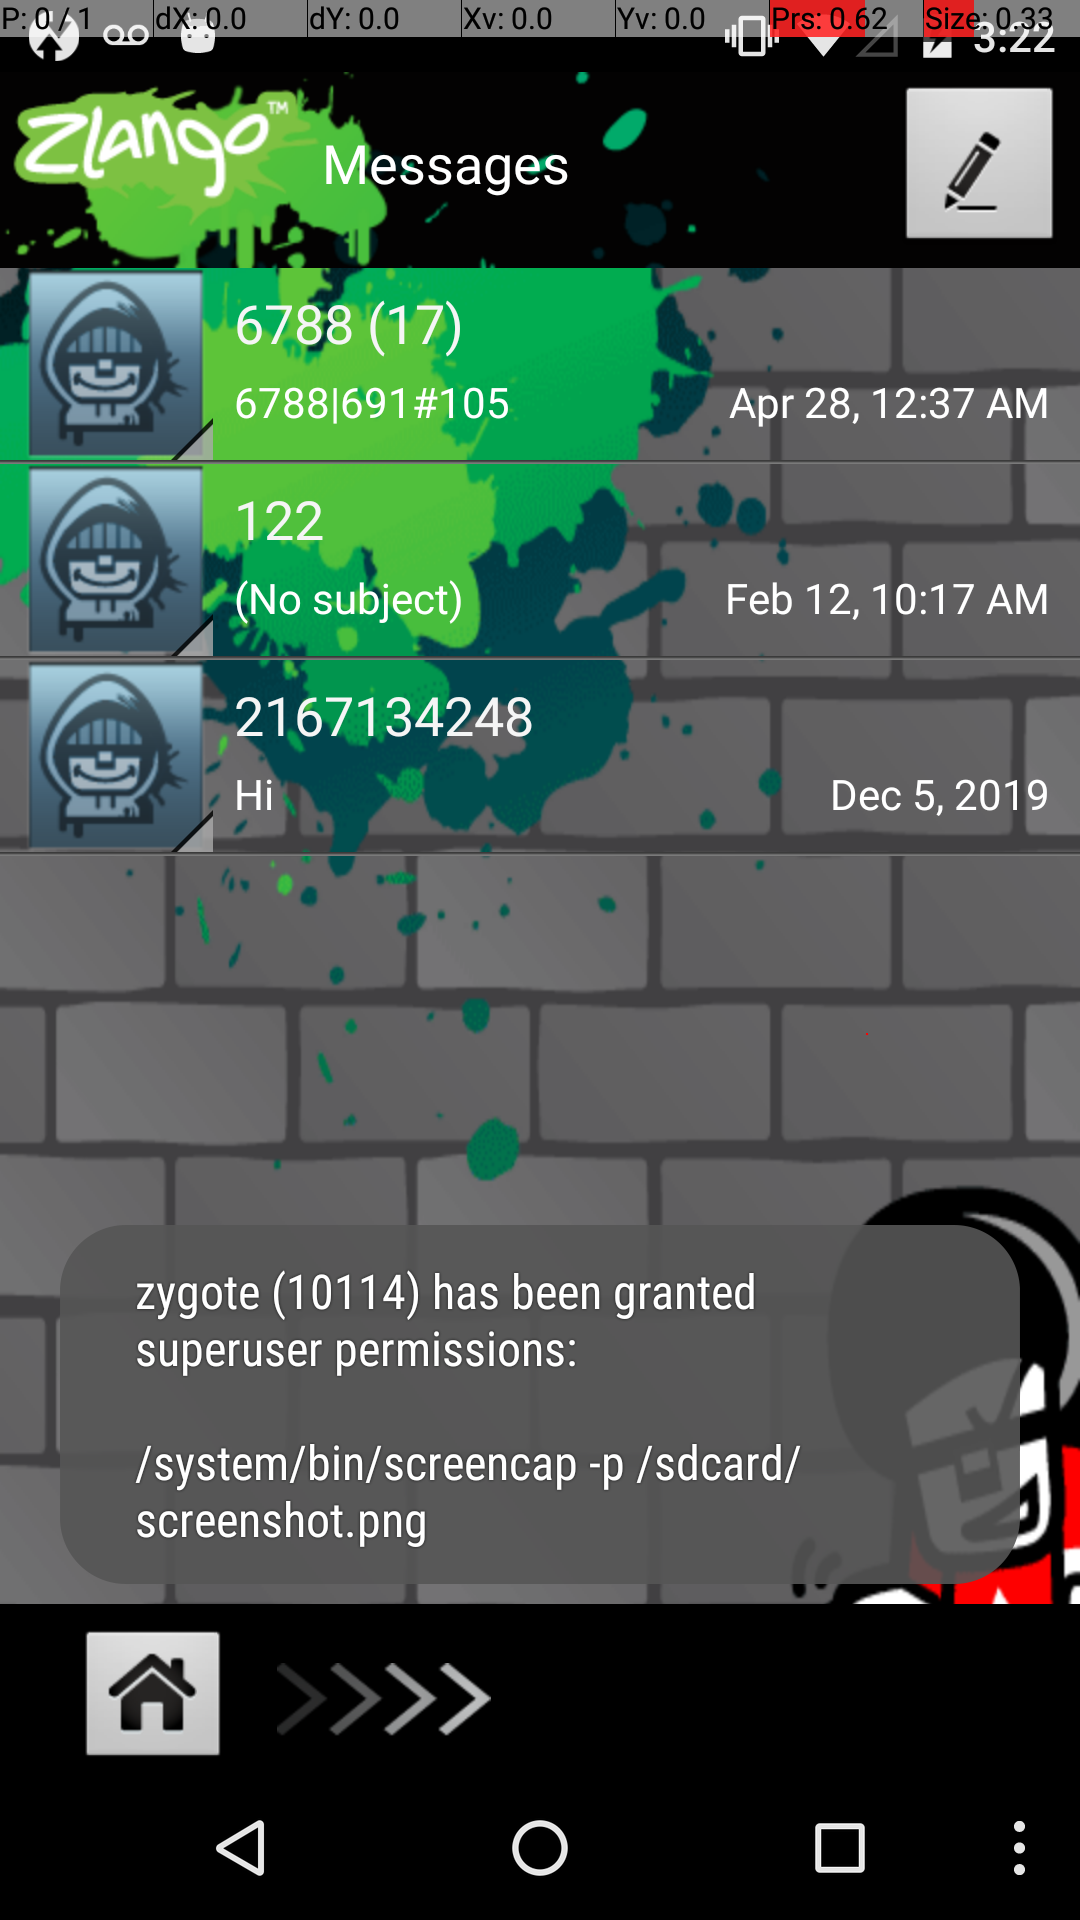 P: 0 / 1 dX: 0.0 dY: 0.0 Xv: 0.0 Yv: 0.0 Prs: 0.62 Size: 0.33
3:22
Zlango™ Messages
6788 (17)
6788|691#105 Apr 28, 12:37 AM
122
(No subject) Feb 12, 10:17 AM
2167134248
Hi Dec 5, 2019
zygote (10114) has been granted
superuser permissions:
/system/bin/screencap -p /sdcard/
screenshot.png